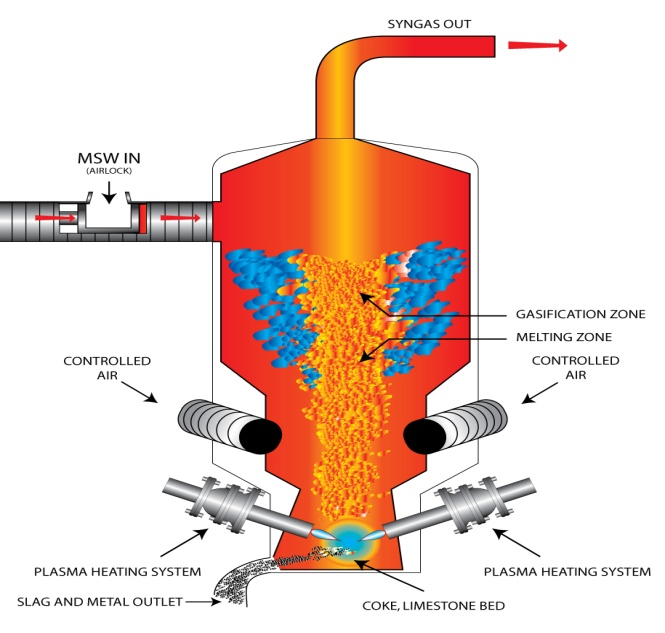 SYNGAS OUT
MSW IN
(AIRLOCK)
GASIFICATION ZONE
MELTING ZONE
CONTROLLED
AIR
CONTROLLED
AIR
PLASMA HEATING SYSTEM
PLASMA HEATING SYSTEM
SLAG AND METAL OUTLET
COKE, LIMESTONE BED